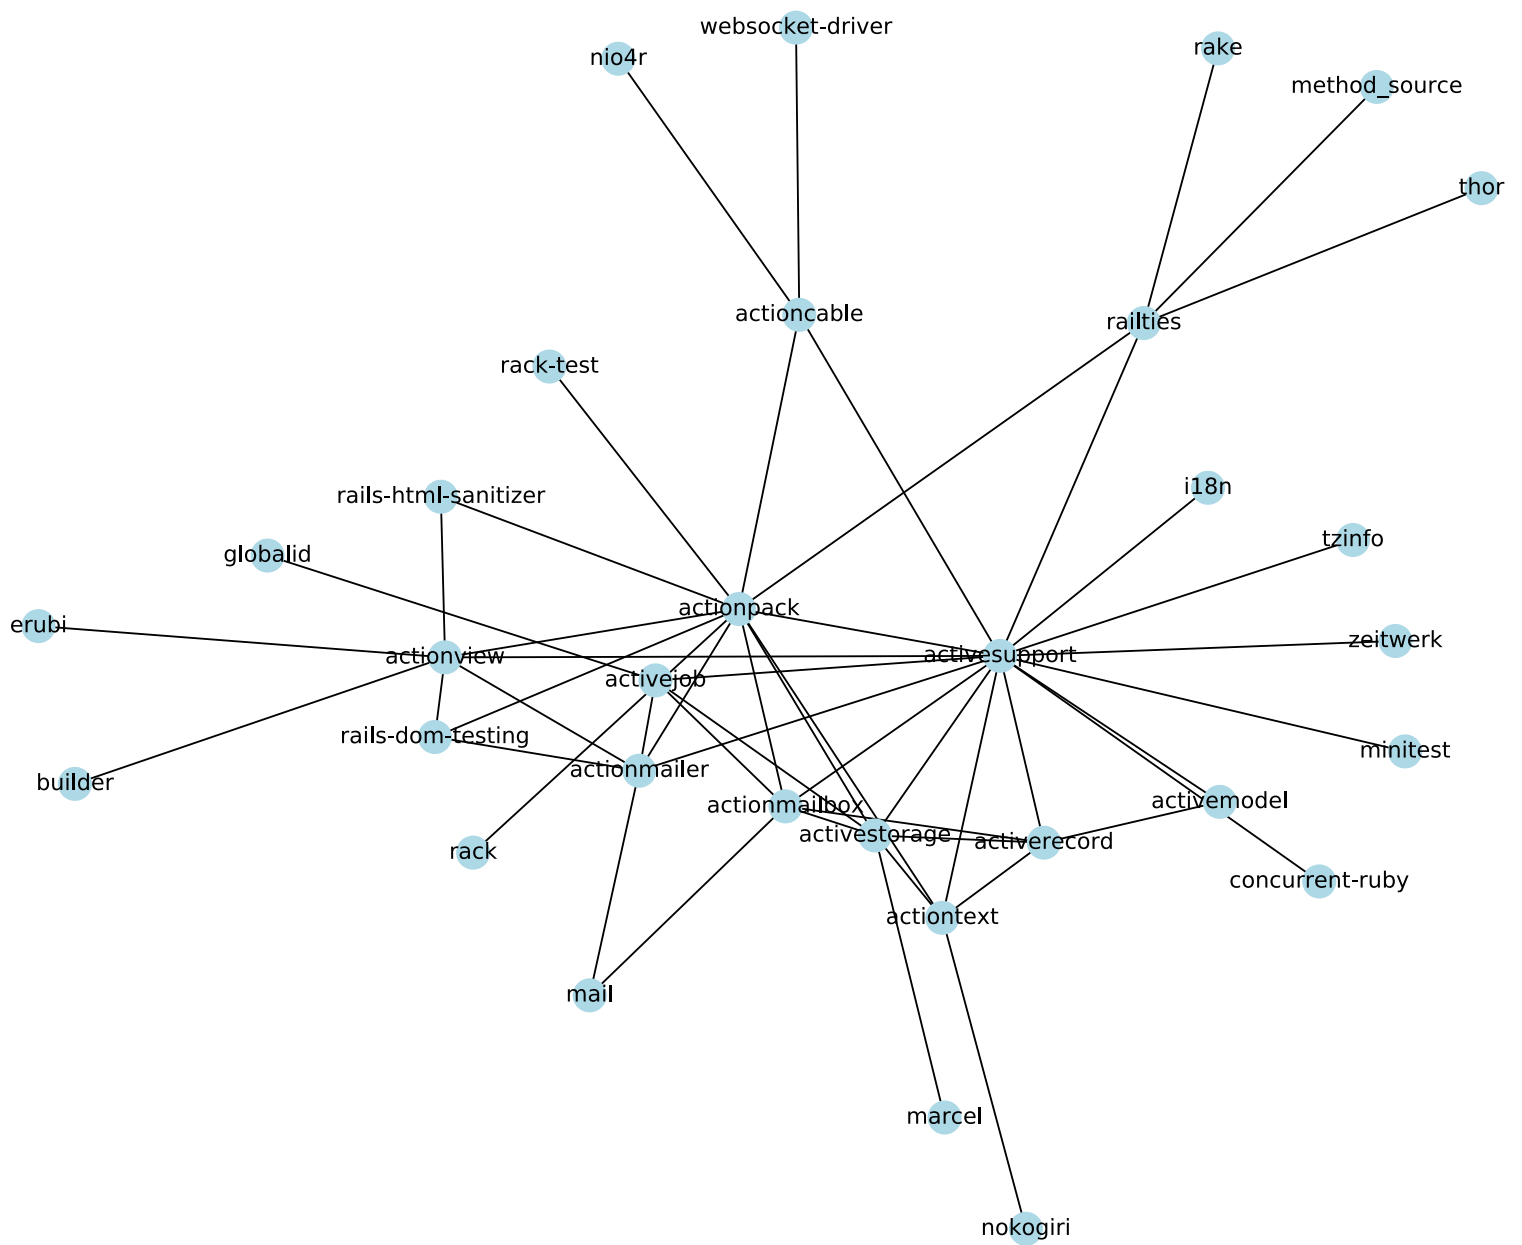 websocket-driver
nio4r
rake
method_source
thor
actioncable
railties
rack-test
i18n
rails-html-sanitizer
tzinfo
globalid
actionpack
erubi
zeitwerk
actionview
activesupport
activejob
rails-dom-testing
minitest
actionmailer
builder
activemodel
actionmailbox
activestorage
activerecord
rack
concurrent-ruby
actiontext
mail
marcel
nokogiri